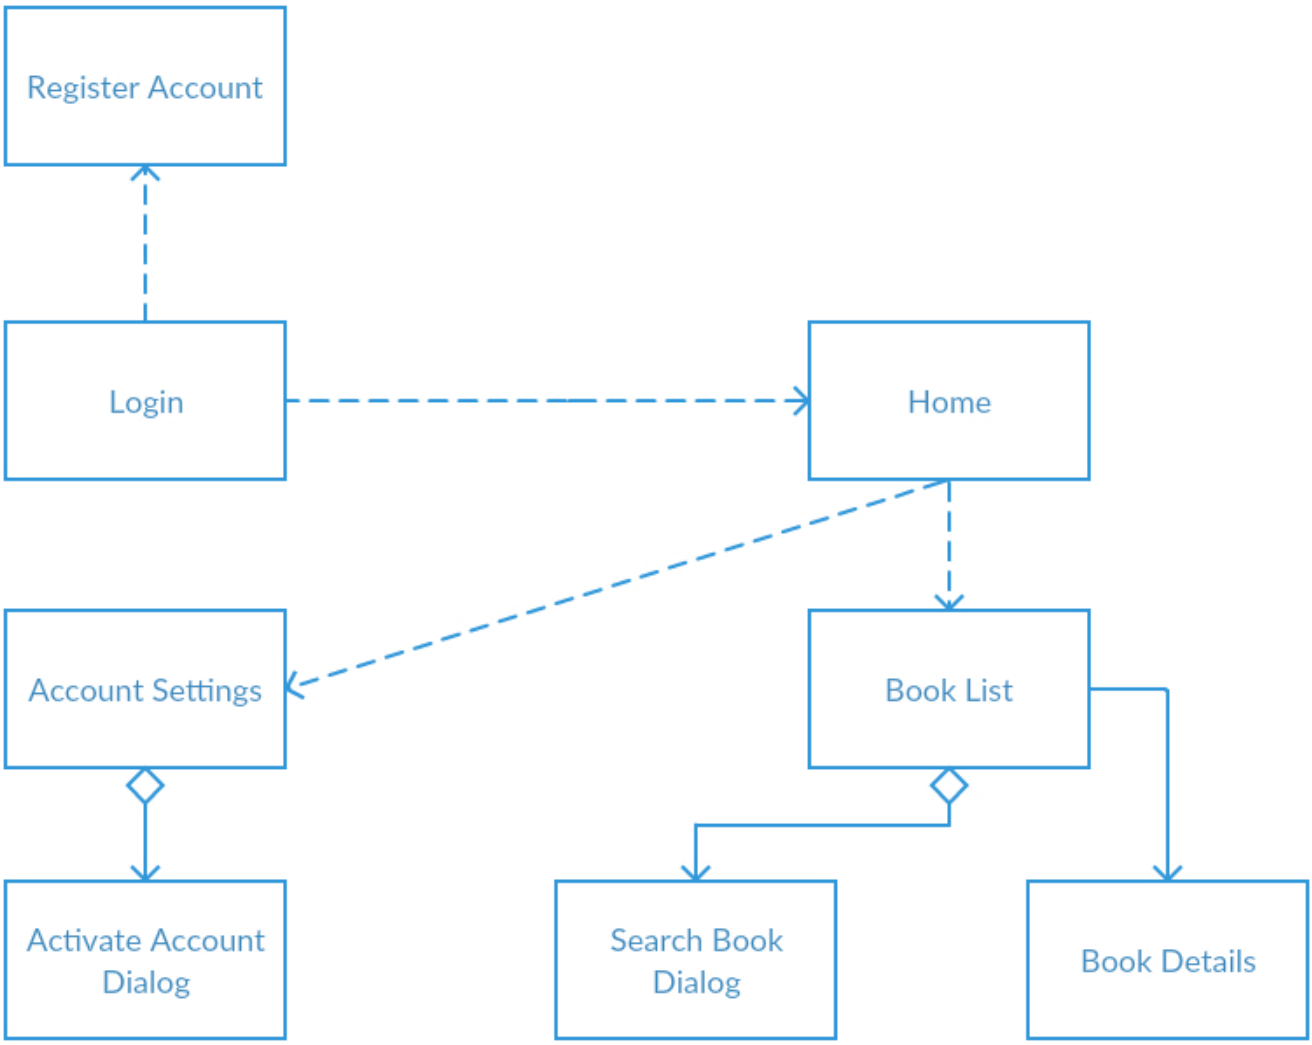 Register Account
Login
Home
Account Settings
Book List
Activate Account
Dialog
Search Book
Dialog
Book Details